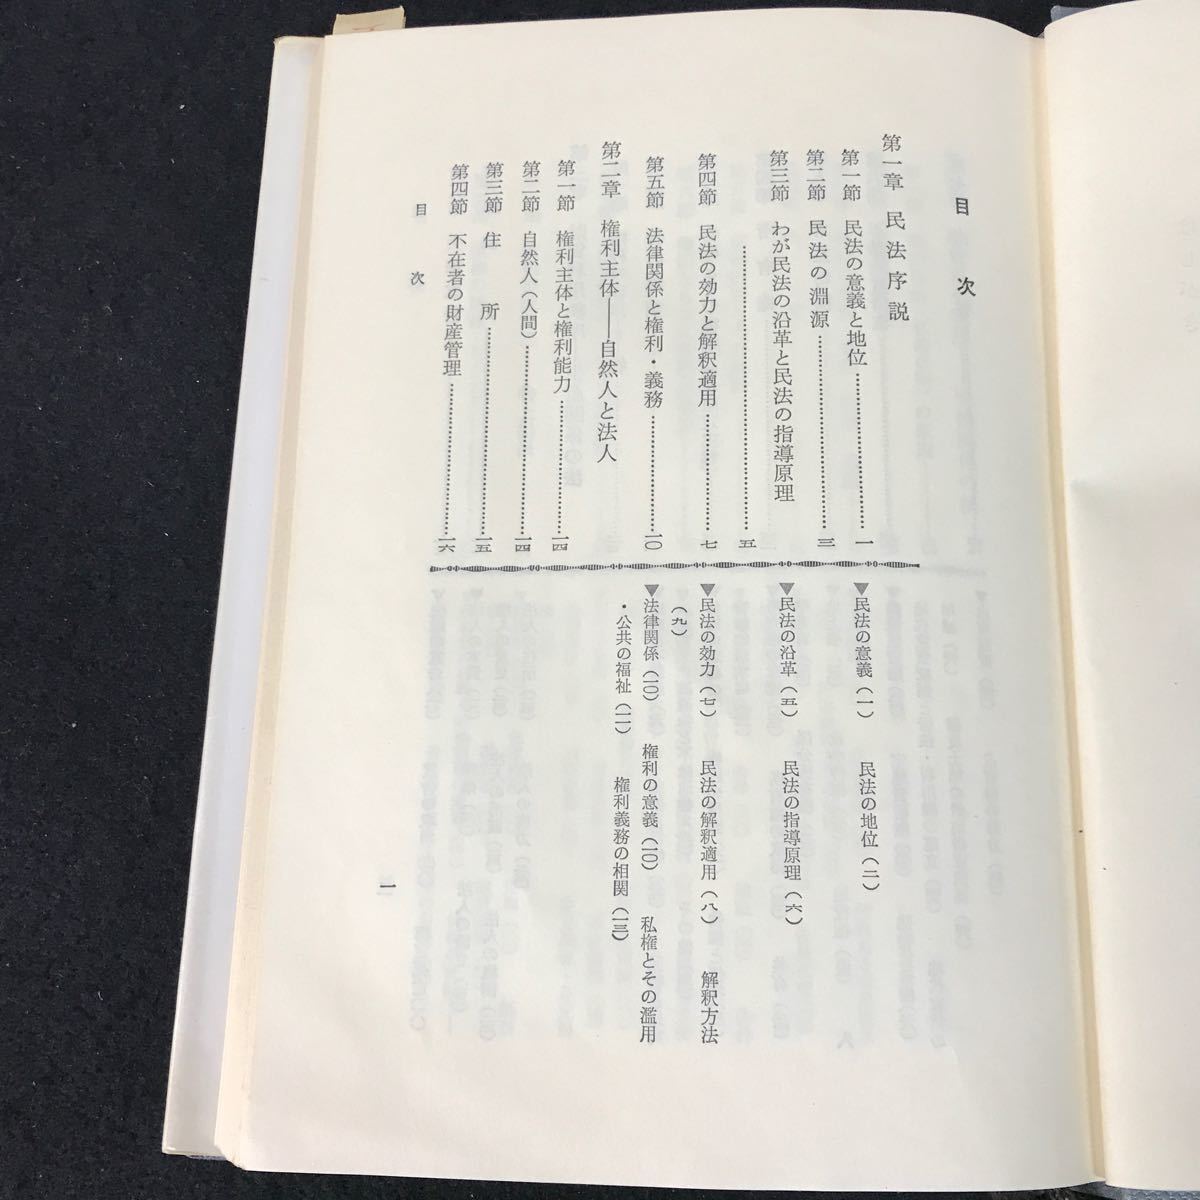 目次
第一章 民法序説
第一節 民法の意義と地位……………一
第二節 民法の淵源……………三
第三節 わが民法の沿革と民法の指導原理
……………五
第四節 民法の効力と解釈適用……………七
第五節 法律関係と権利・義務……………一〇
第二章 権利主体――自然人と法人
第一節 権利主体と権利能力……………一四
第二節 自然人(人間)……………一四
第三節 住所……………一五
第四節 不在者の財産管理……………一六
▼民法の意義(一) 民法の地位(二)
▼民法の沿革(五) 民法の指導原理(六)
▼民法の効力(七) 民法の解釈適用(八) 解釈方法
(九)
▼法律関係(一〇) 権利の意義(一〇) 私権とその濫用
・公共の福祉(一一) 権利義務の相関(一三)
目次
一